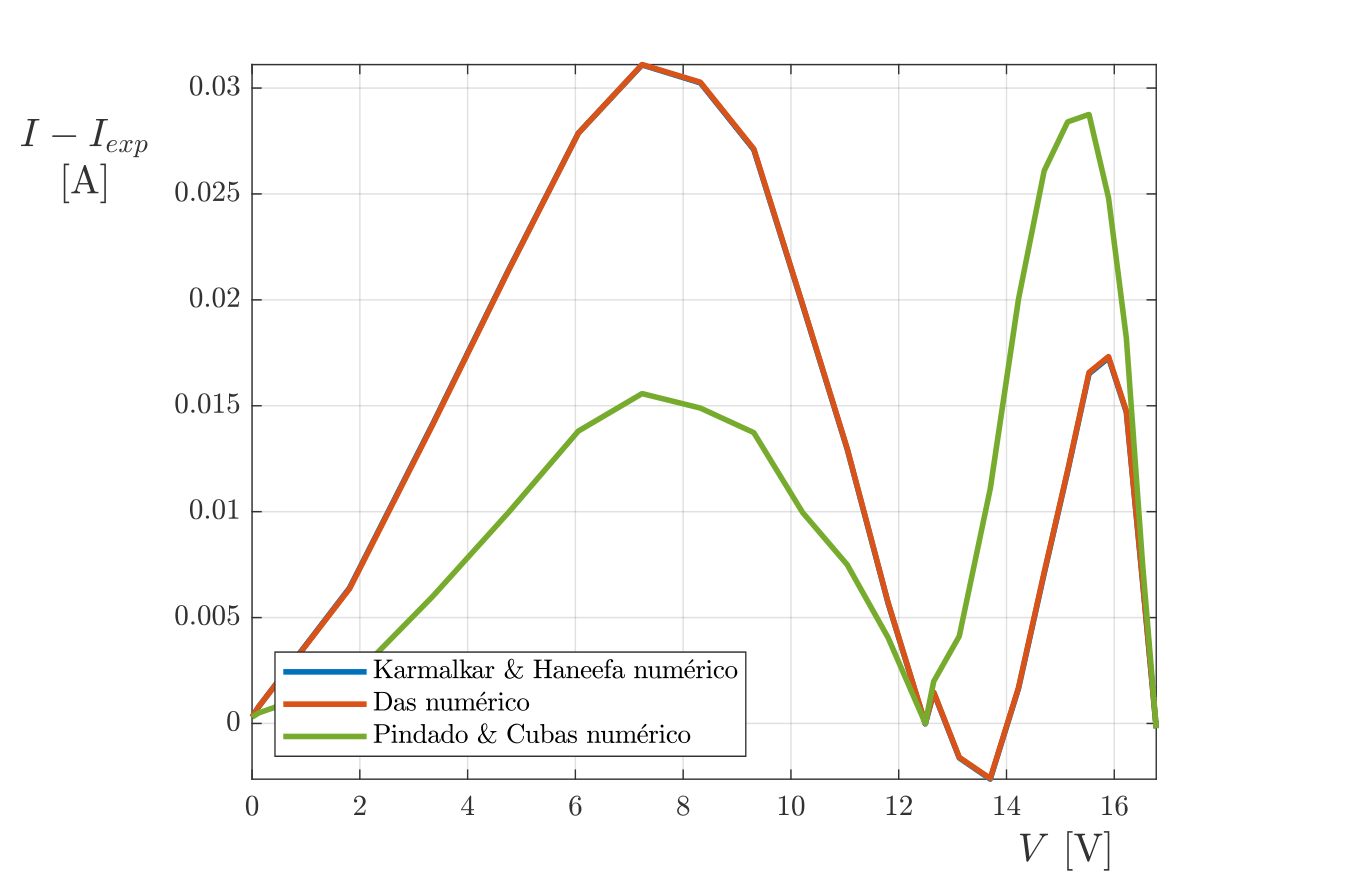 I − I_exp
[A]
0.03
0.025
0.02
0.015
0.01
0.005
0
Karmalkar & Haneefa numérico
Das numérico
Pindado & Cubas numérico
0 2 4 6 8 10 12 14 16
V [V]